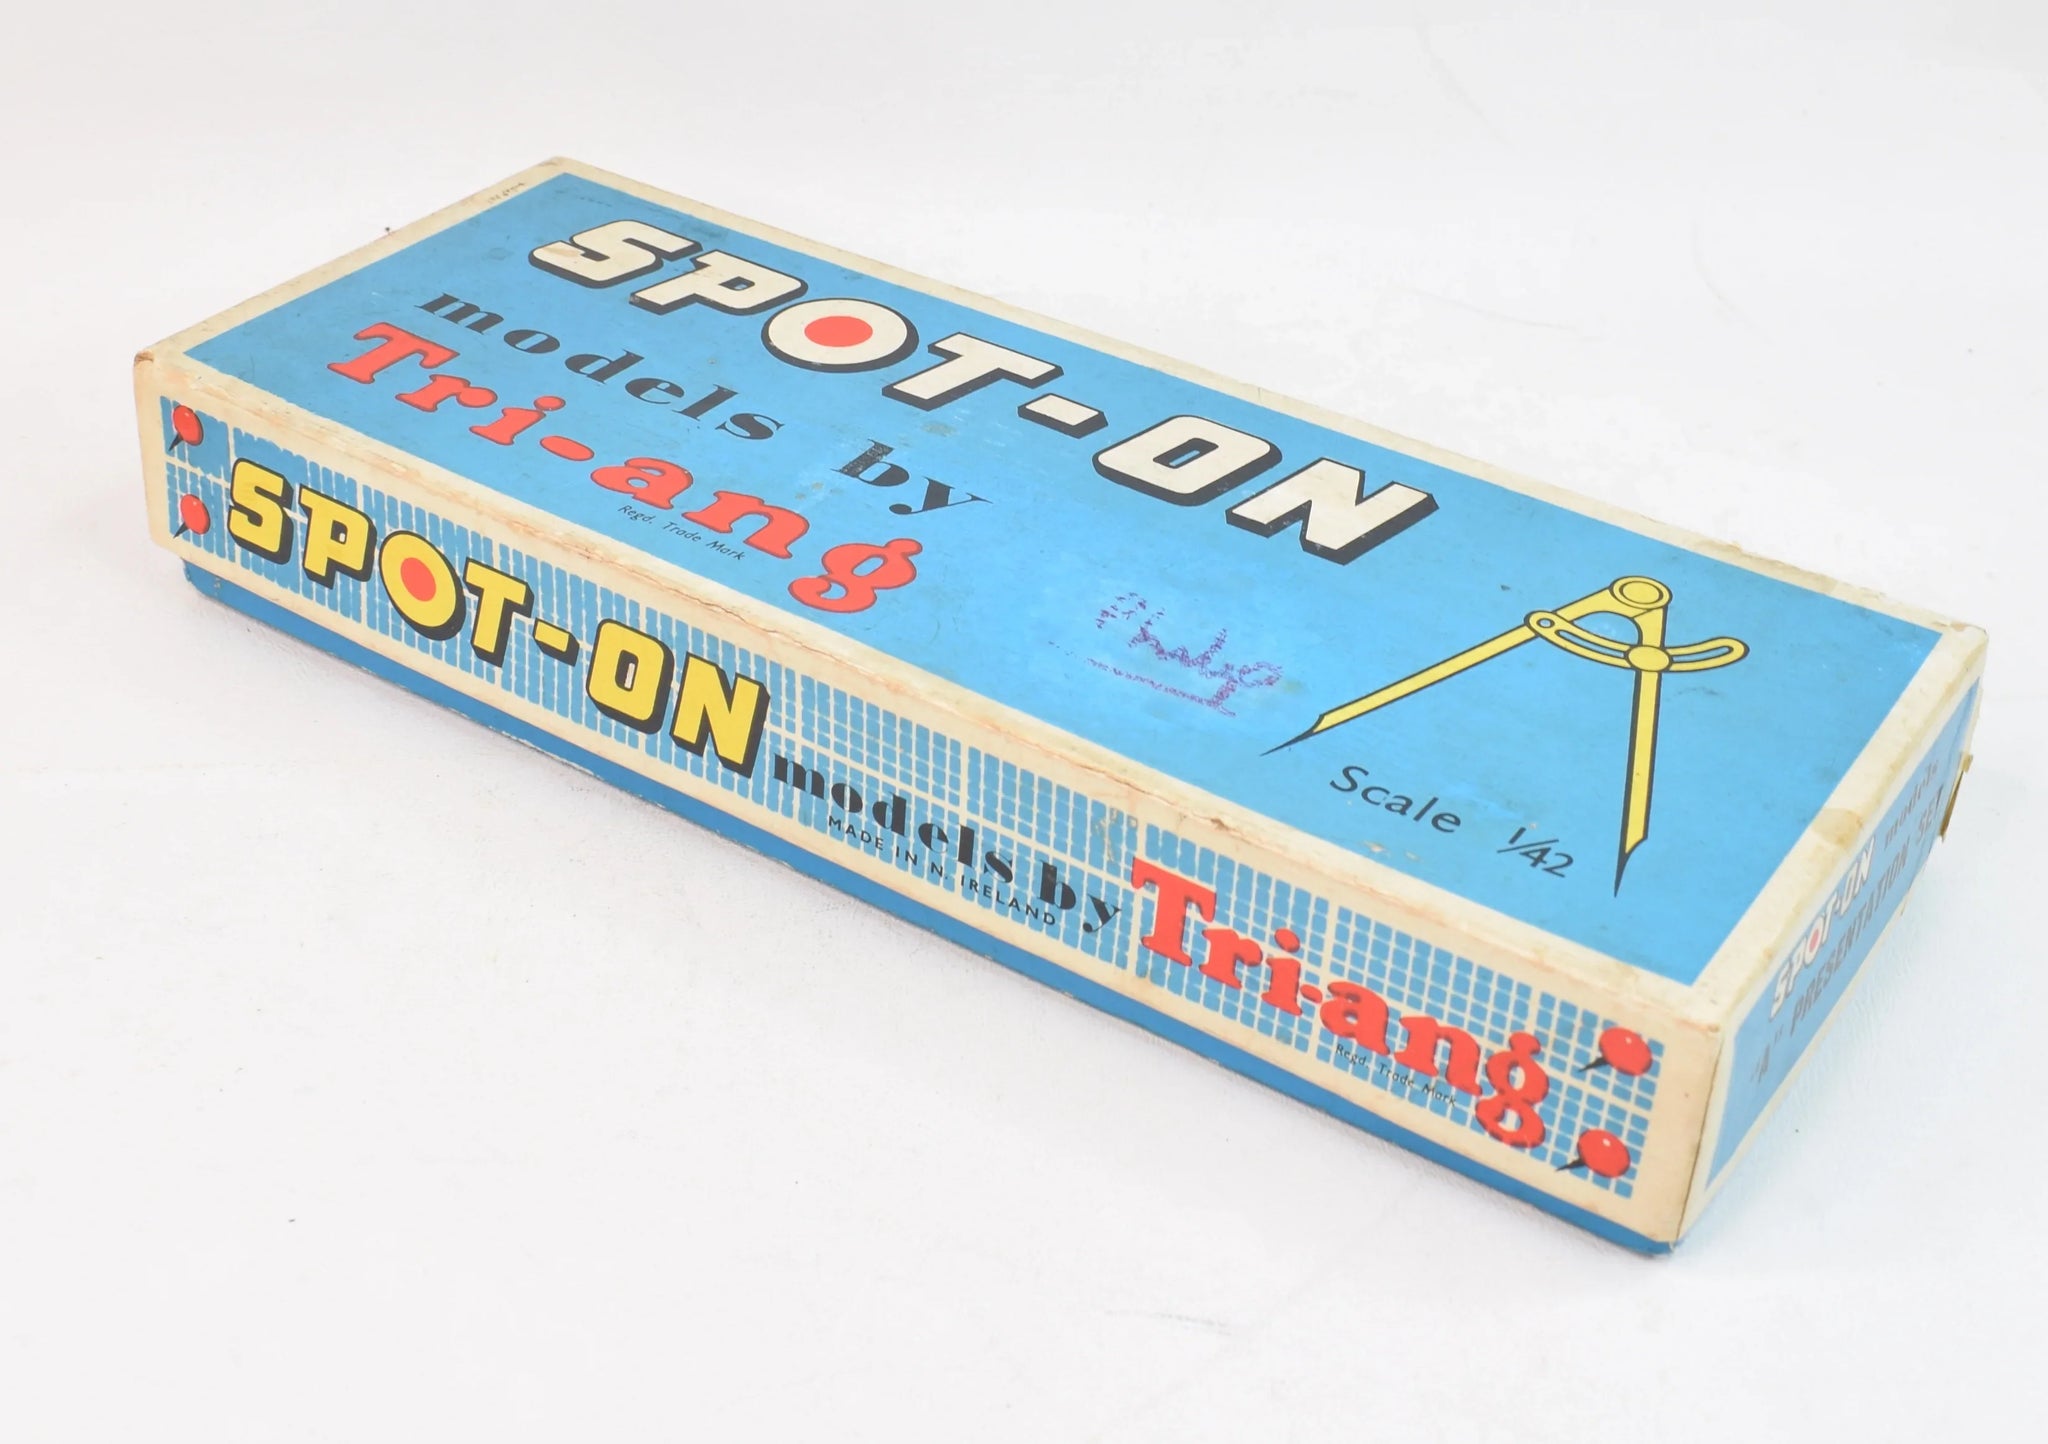 SPOT-ON
models by
Tri-ang
Regd. Trade Mark
Scale 1/42
SPOT-ON models by Tri-ang
MADE IN N. IRELAND
Regd. Trade Mark
SPOT-ON models
"A" PRESENTATION SET